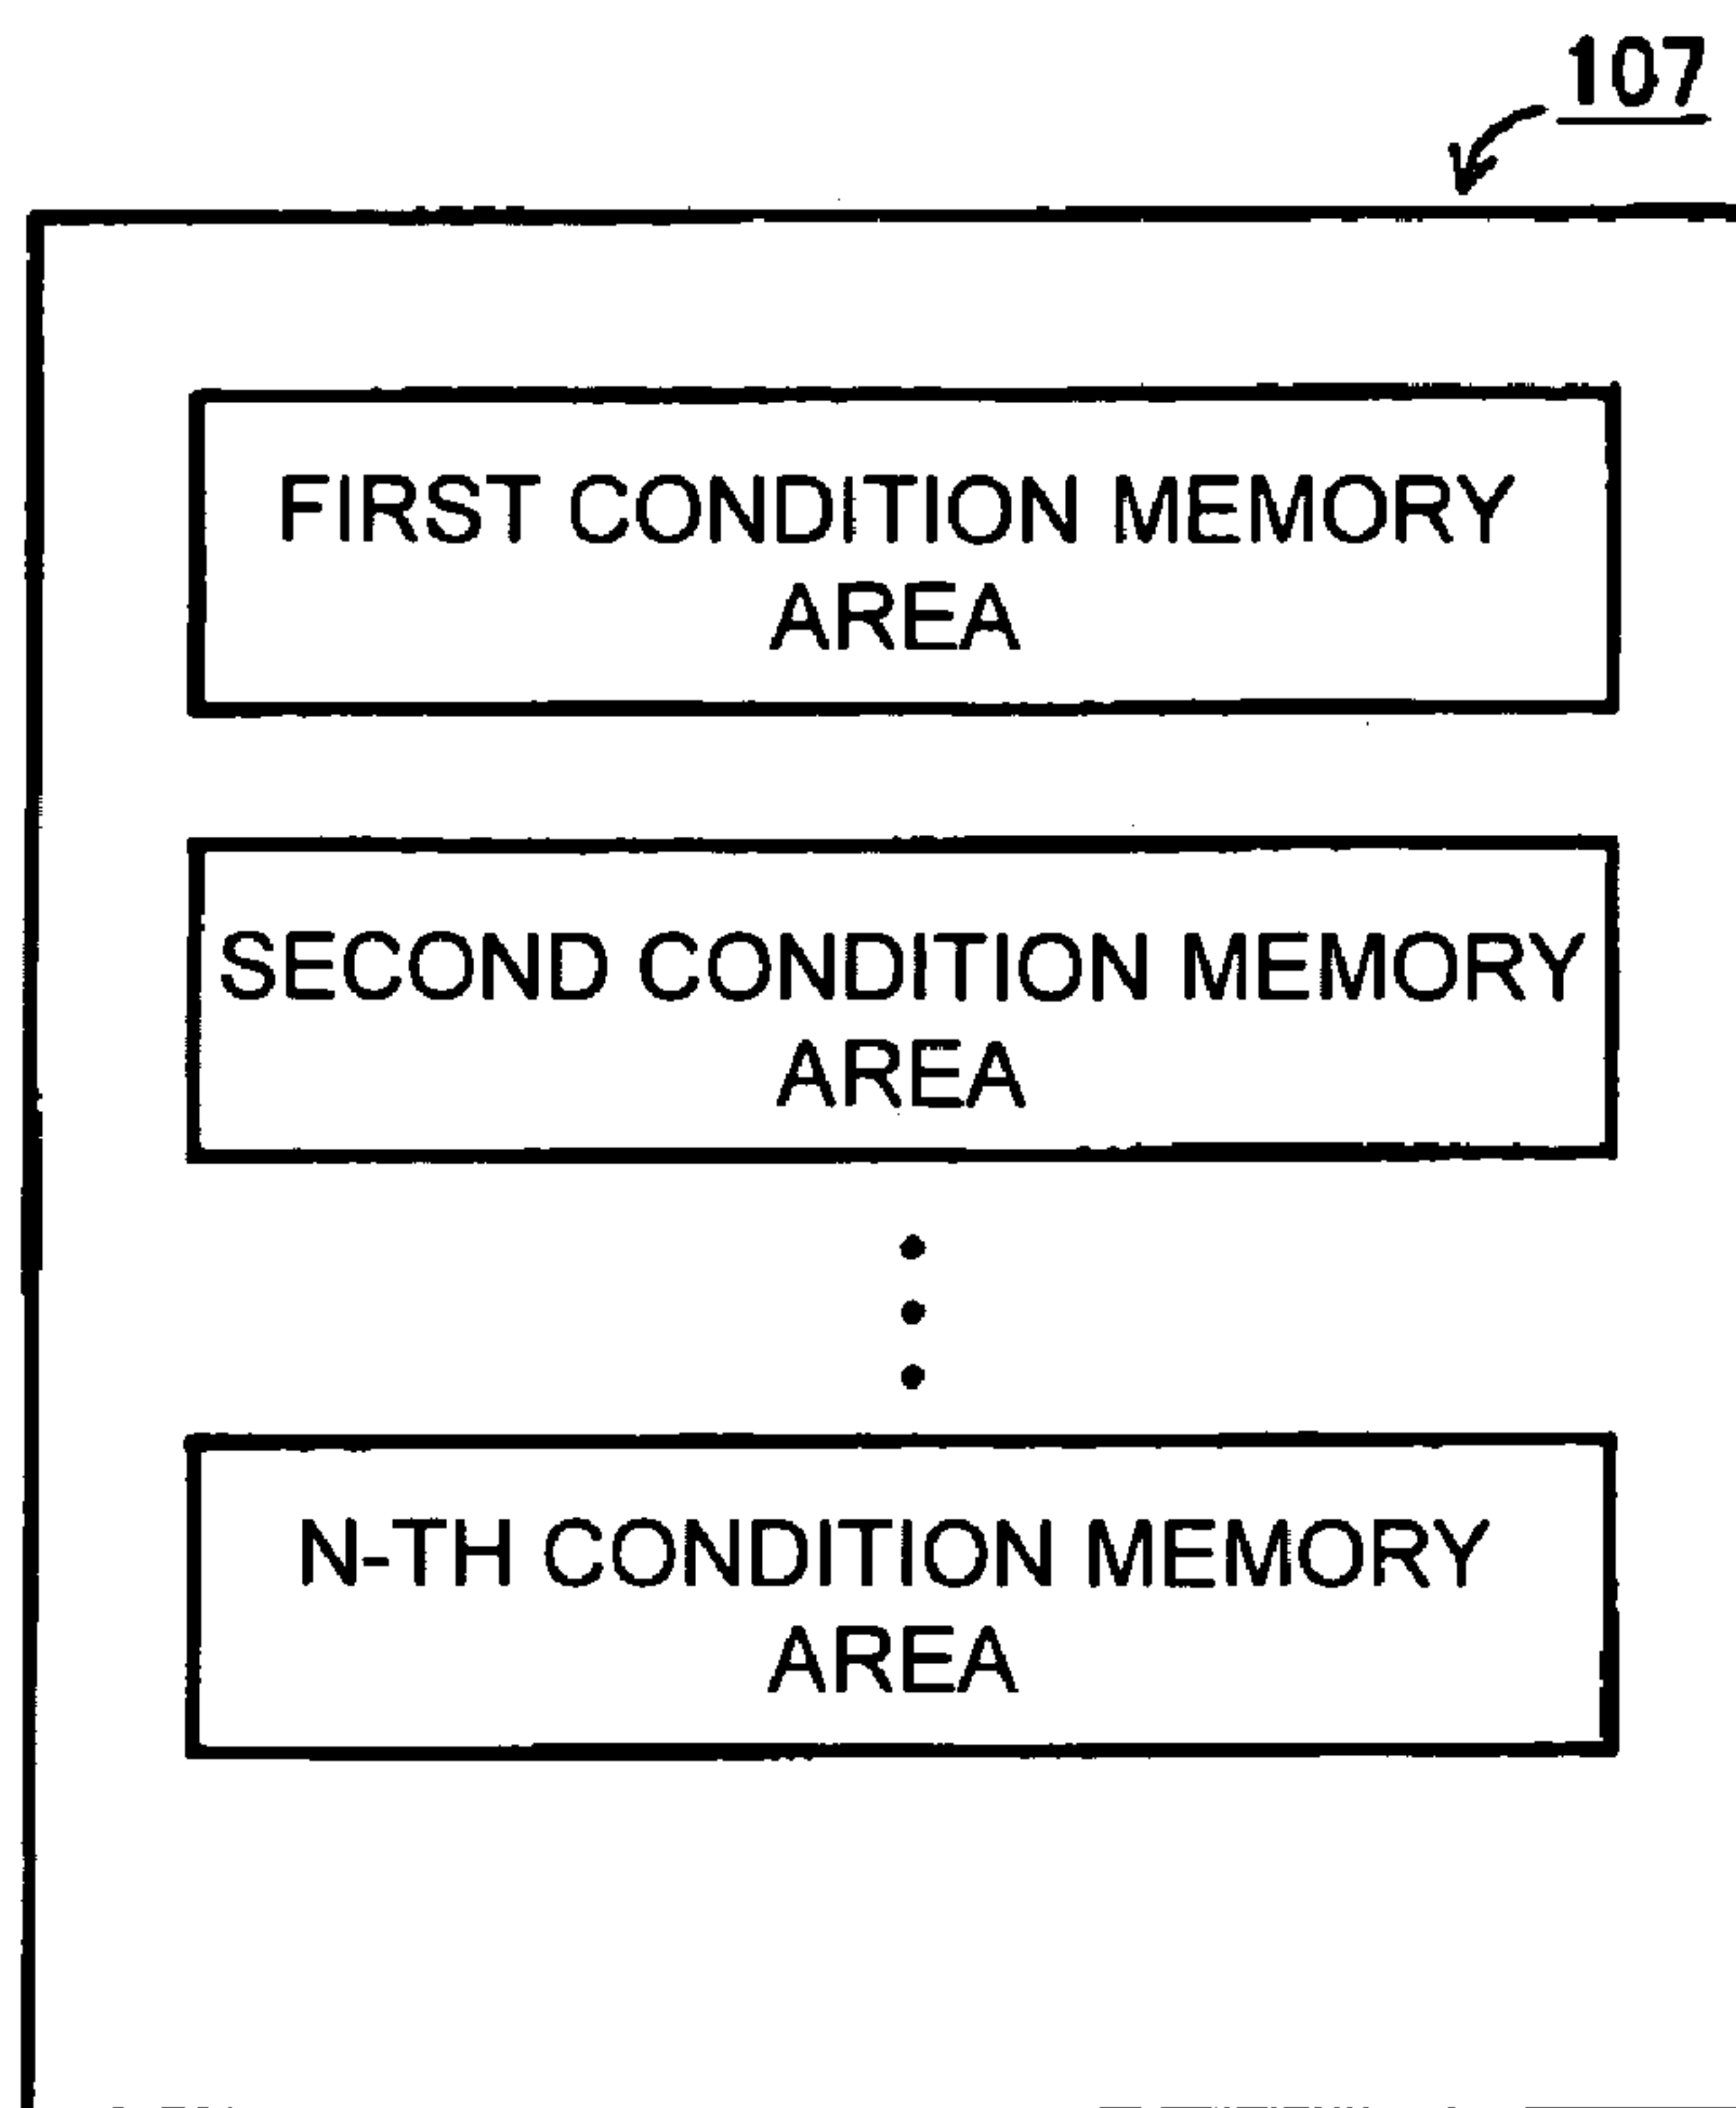 107
FIRST CONDITION MEMORY
AREA
SECOND CONDITION MEMORY
AREA
N-TH CONDITION MEMORY
AREA